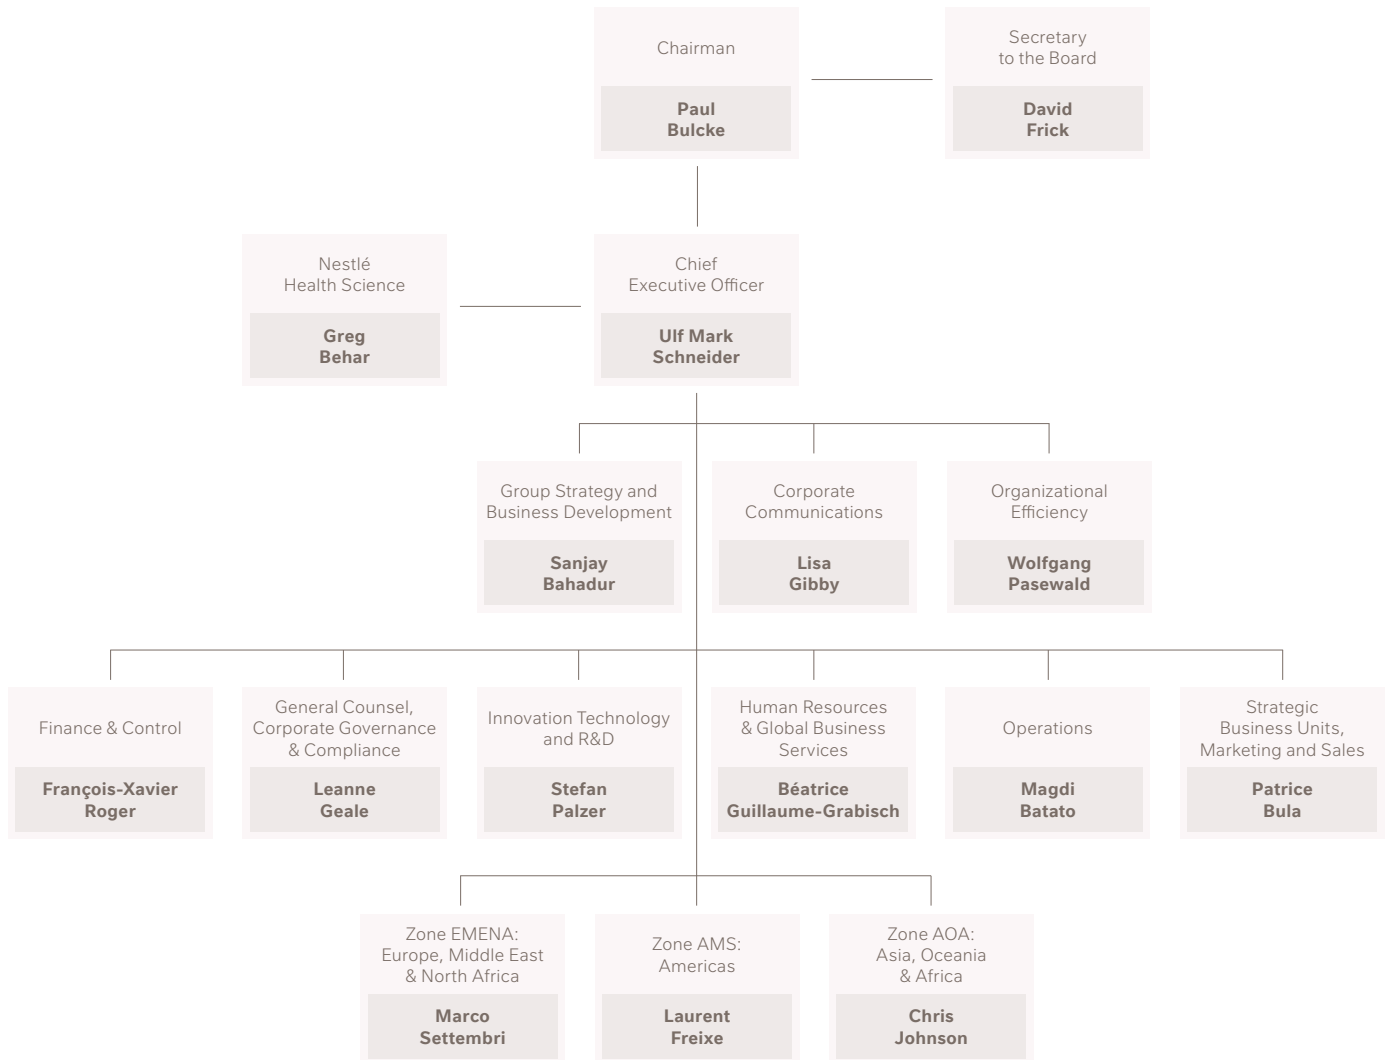 Chairman
Paul
Bulcke
Secretary
to the Board
David
Frick
Nestlé
Health Science
Greg
Behar
Chief
Executive Officer
Ulf Mark
Schneider
Group Strategy and
Business Development
Sanjay
Bahadur
Corporate
Communications
Lisa
Gibby
Organizational
Efficiency
Wolfgang
Pasewald
Finance & Control
François-Xavier
Roger
General Counsel,
Corporate Governance
& Compliance
Leanne
Geale
Innovation Technology
and R&D
Stefan
Palzer
Human Resources
& Global Business
Services
Béatrice
Guillaume-Grabisch
Operations
Magdi
Batato
Strategic
Business Units,
Marketing and Sales
Patrice
Bula
Zone EMENA:
Europe, Middle East
& North Africa
Marco
Settembri
Zone AMS:
Americas
Laurent
Freixe
Zone AOA:
Asia, Oceania
& Africa
Chris
Johnson